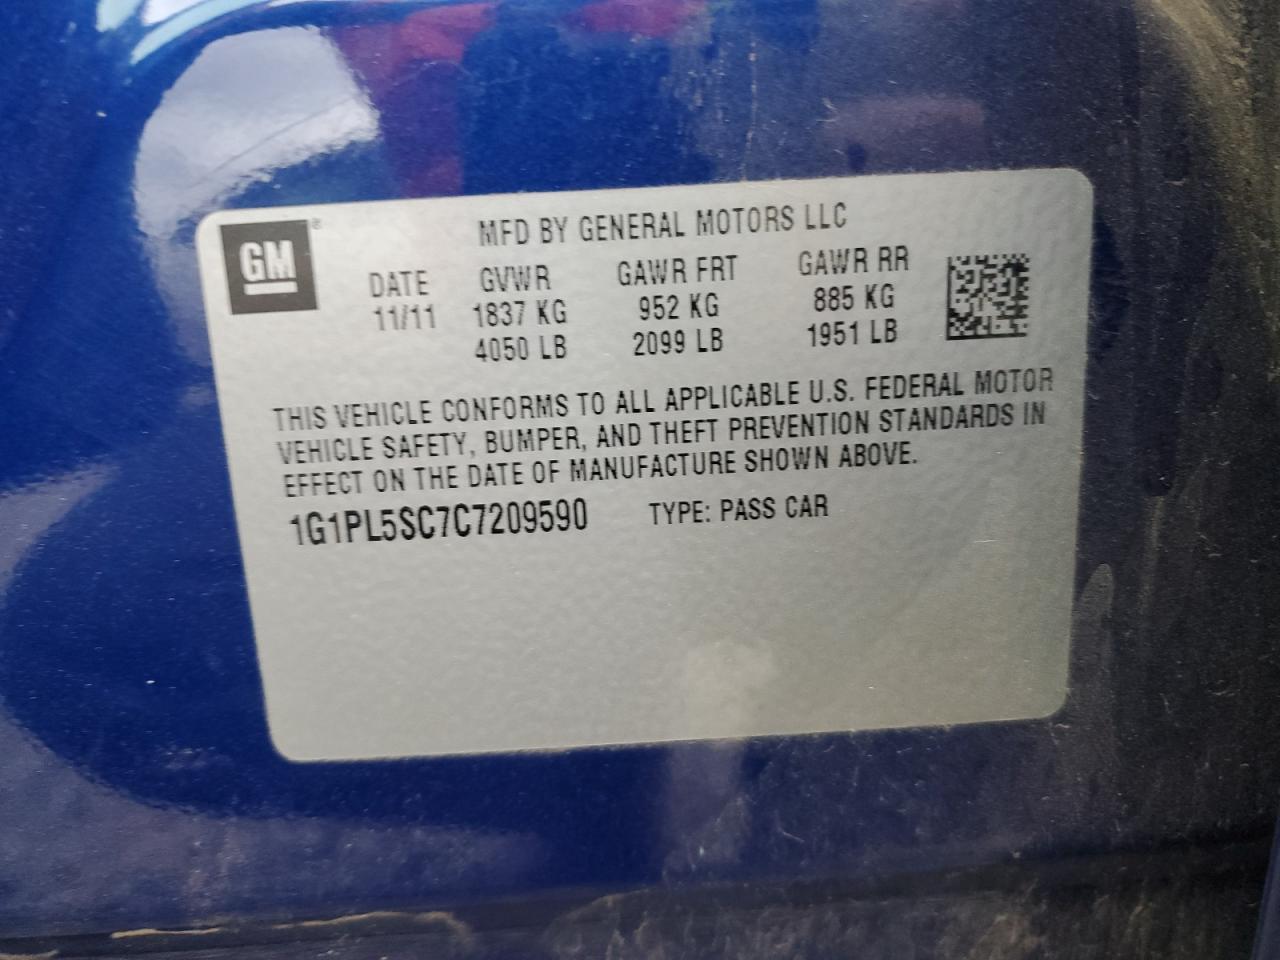 GM ®
MFD BY GENERAL MOTORS LLC
DATE GVWR GAWR FRT GAWR RR
11/11 1837 KG 952 KG 885 KG
4050 LB 2099 LB 1951 LB
THIS VEHICLE CONFORMS TO ALL APPLICABLE U.S. FEDERAL MOTOR
VEHICLE SAFETY, BUMPER, AND THEFT PREVENTION STANDARDS IN
EFFECT ON THE DATE OF MANUFACTURE SHOWN ABOVE.
1G1PL5SC7C7209590 TYPE: PASS CAR